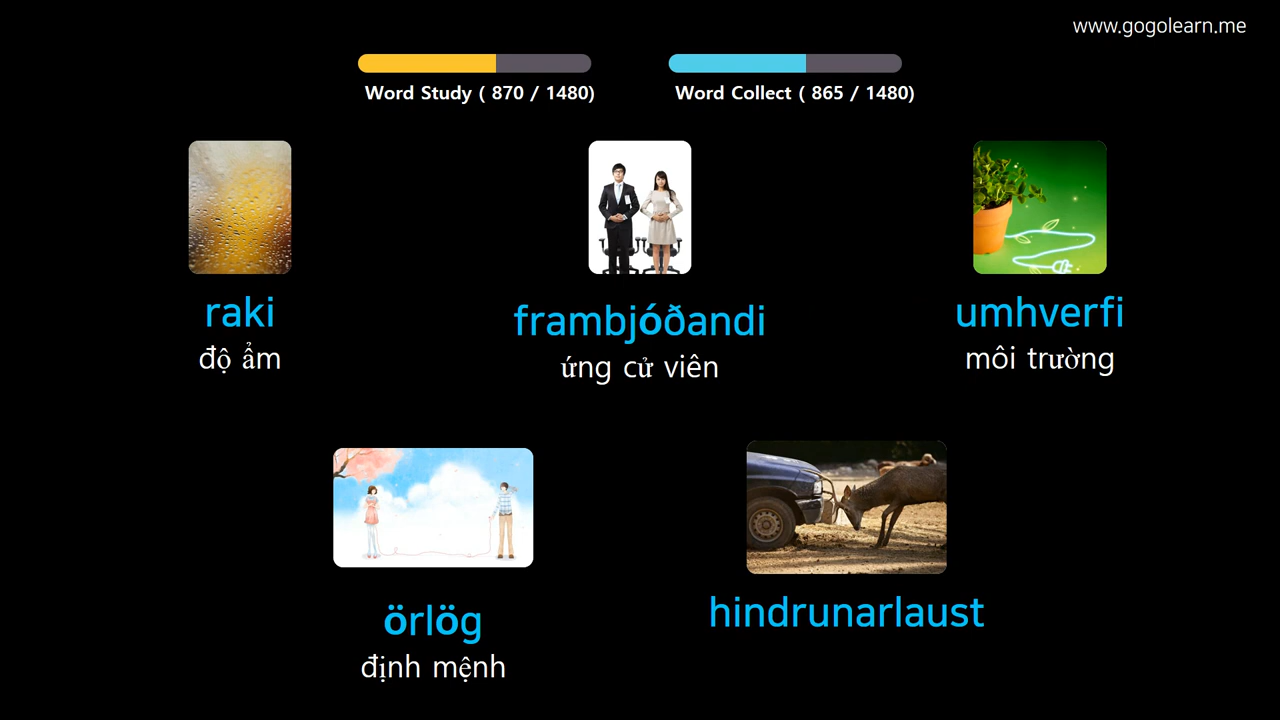 www.gogolearn.me
Word Study ( 870 / 1480)
Word Collect ( 865 / 1480)
raki
độ ẩm
frambjóðandi
ứng cử viên
umhverfi
môi trường
örlög
định mệnh
hindrunarlaust